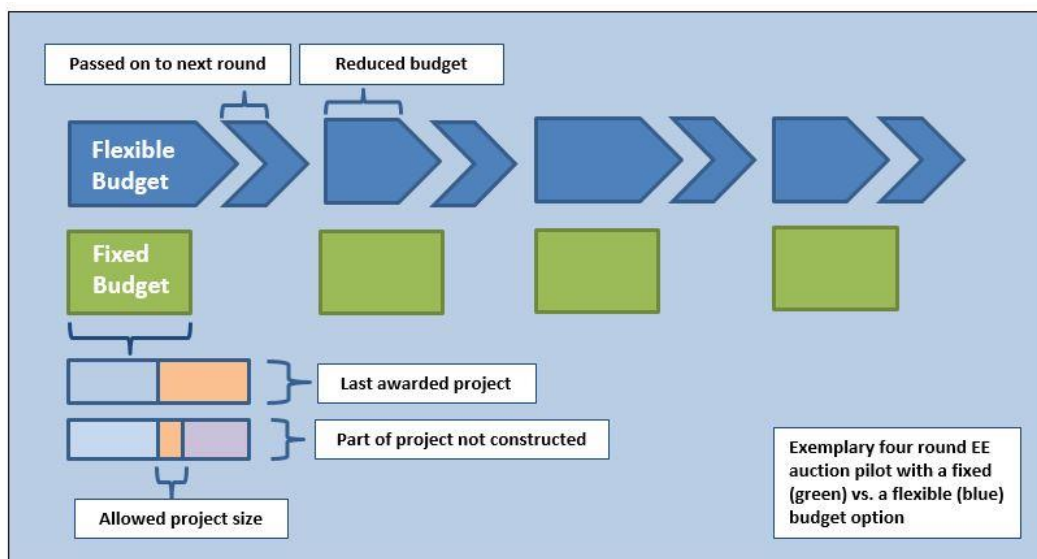 Passed on to next round
Reduced budget
Flexible
Budget
Fixed
Budget
Last awarded project
Part of project not constructed
Allowed project size
Exemplary four round EE
auction pilot with a fixed
(green) vs. a flexible (blue)
budget option